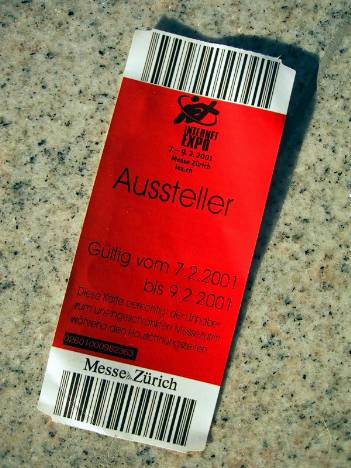 INTERNET
EXPO
7.–9.2.2001
Messe Zürich
iex.ch
Aussteller
Gültig vom 7.2.2001
bis 9.2.2001
Diese Karte berechtigt den Inhaber
zum uneingeschränkten Messezutritt
während den Ausstellungszeiten.
02601000982363
Messe Zürich